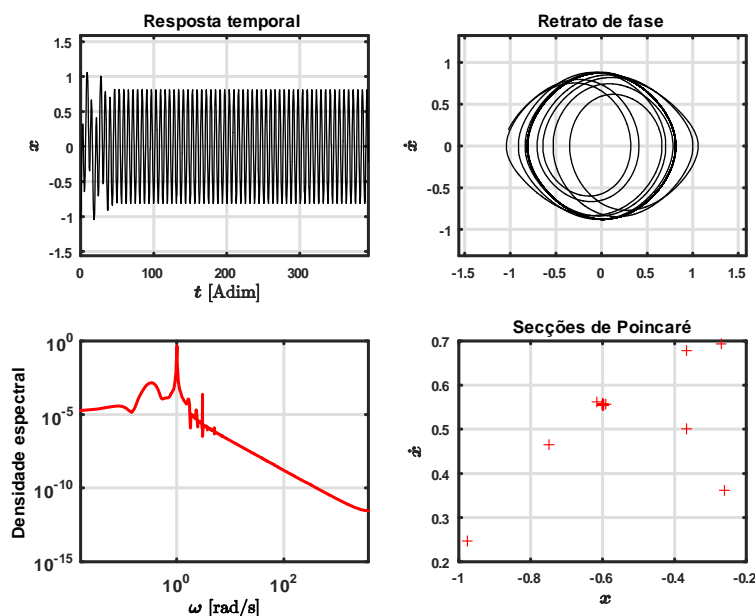 Resposta temporal
1.5
1
0.5
0
-0.5
-1
-1.5
x
0 100 200 300
t [Adim]
Retrato de fase
1
0.5
0
-0.5
-1
ẋ
-1.5 -1 -0.5 0 0.5 1 1.5
x
10^0
10^-5
10^-10
10^-15
Densidade espectral
10^0 10^2
ω [rad/s]
Secções de Poincaré
0.7
0.6
0.5
0.4
0.3
0.2
ẋ
-1 -0.8 -0.6 -0.4 -0.2
x